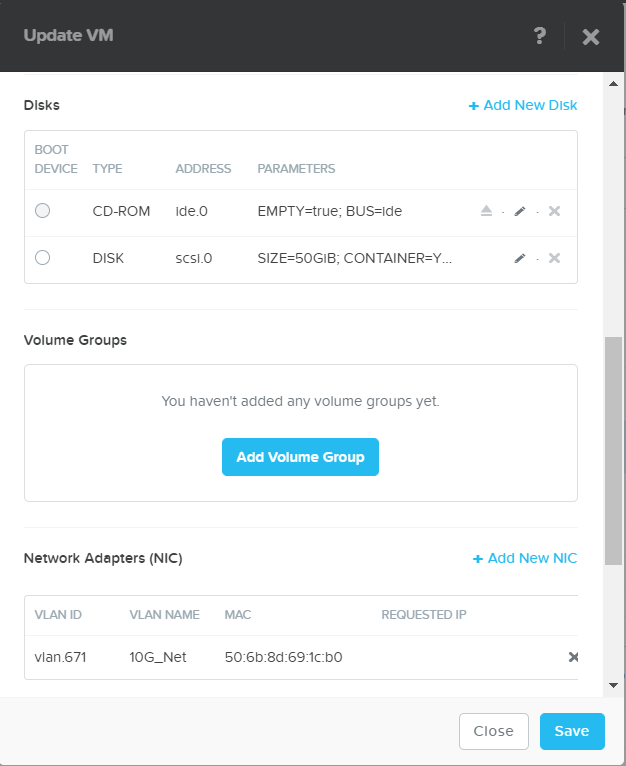 Update VM ? ×
Disks + Add New Disk
BOOT
DEVICE TYPE ADDRESS PARAMETERS
CD-ROM ide.0 EMPTY=true; BUS=ide
DISK scsi.0 SIZE=50GiB; CONTAINER=Y...
Volume Groups
You haven't added any volume groups yet.
Add Volume Group
Network Adapters (NIC) + Add New NIC
VLAN ID VLAN NAME MAC REQUESTED IP
vlan.671 10G_Net 50:6b:8d:69:1c:b0
Close Save